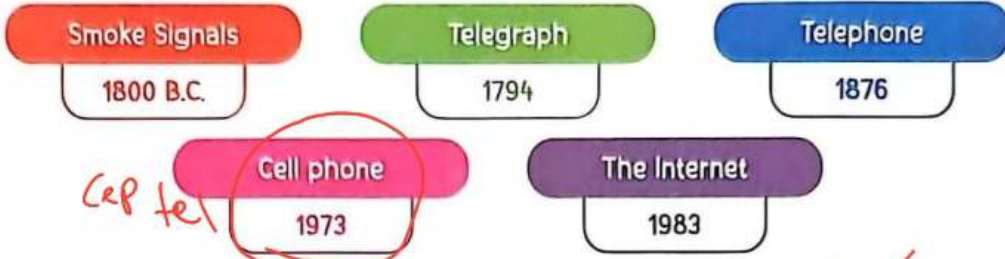 Smoke Signals Telegraph Telephone
1800 B.C. 1794 1876
Cell phone The Internet
Cep tel
1973 1983